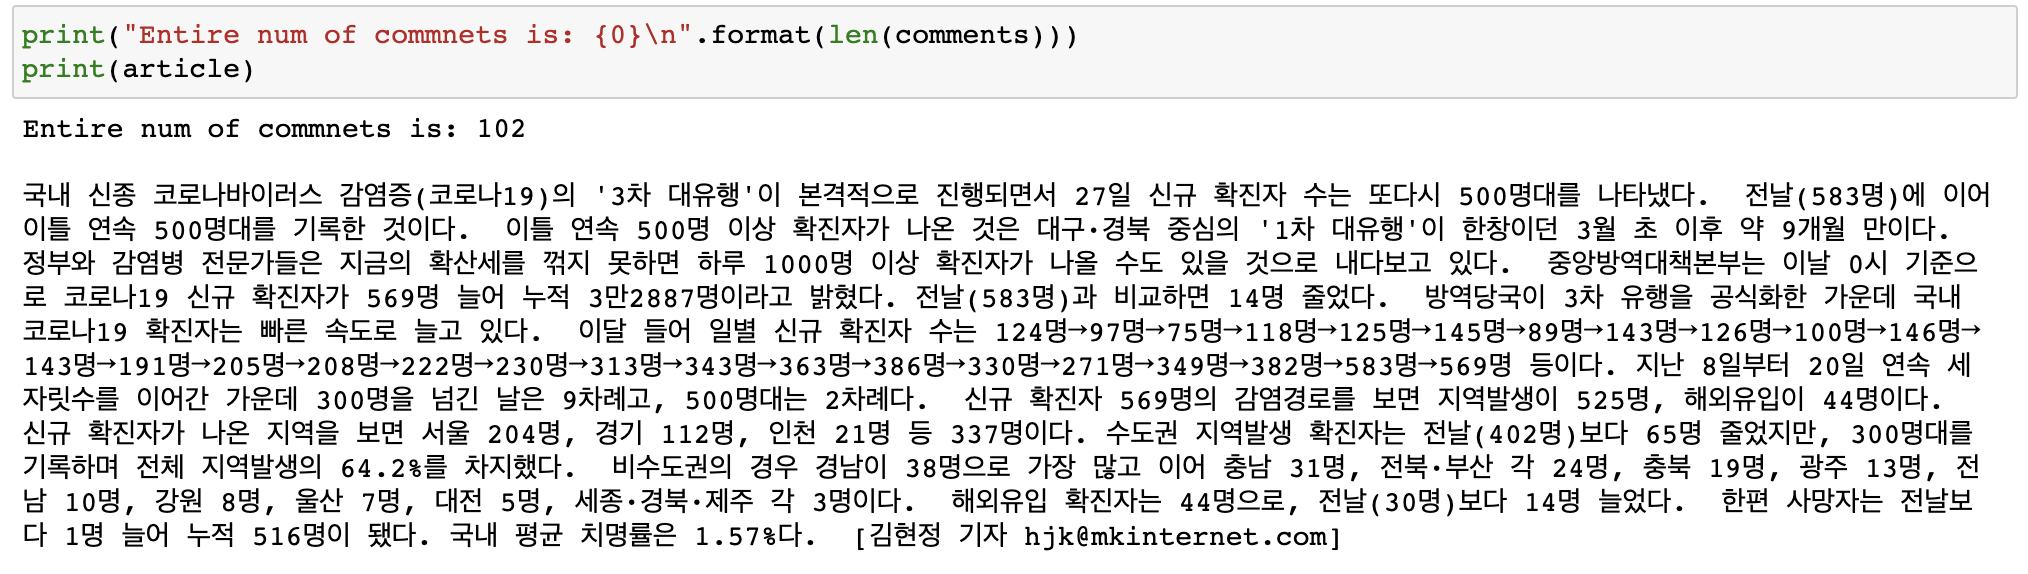 print("Entire num of commnets is: {0}\n".format(len(comments)))
print(article)
Entire num of commnets is: 102
국내 신종 코로나바이러스 감염증(코로나19)의 '3차 대유행'이 본격적으로 진행되면서 27일 신규 확진자 수는 또다시 500명대를 나타냈다.  전날(583명)에 이어
이틀 연속 500명대를 기록한 것이다.  이틀 연속 500명 이상 확진자가 나온 것은 대구·경북 중심의 '1차 대유행'이 한창이던 3월 초 이후 약 9개월 만이다.
정부와 감염병 전문가들은 지금의 확산세를 꺾지 못하면 하루 1000명 이상 확진자가 나올 수도 있을 것으로 내다보고 있다.  중앙방역대책본부는 이날 0시 기준으
로 코로나19 신규 확진자가 569명 늘어 누적 3만2887명이라고 밝혔다. 전날(583명)과 비교하면 14명 줄었다.  방역당국이 3차 유행을 공식화한 가운데 국내
코로나19 확진자는 빠른 속도로 늘고 있다.  이달 들어 일별 신규 확진자 수는 124명→97명→75명→118명→125명→145명→89명→143명→126명→100명→146명→
143명→191명→205명→208명→222명→230명→313명→343명→363명→386명→330명→271명→349명→382명→583명→569명 등이다. 지난 8일부터 20일 연속 세
자릿수를 이어간 가운데 300명을 넘긴 날은 9차례고, 500명대는 2차례다.  신규 확진자 569명의 감염경로를 보면 지역발생이 525명, 해외유입이 44명이다.
신규 확진자가 나온 지역을 보면 서울 204명, 경기 112명, 인천 21명 등 337명이다. 수도권 지역발생 확진자는 전날(402명)보다 65명 줄었지만, 300명대를
기록하며 전체 지역발생의 64.2%를 차지했다.  비수도권의 경우 경남이 38명으로 가장 많고 이어 충남 31명, 전북·부산 각 24명, 충북 19명, 광주 13명, 전
남 10명, 강원 8명, 울산 7명, 대전 5명, 세종·경북·제주 각 3명이다.  해외유입 확진자는 44명으로, 전날(30명)보다 14명 늘었다.  한편 사망자는 전날보
다 1명 늘어 누적 516명이 됐다. 국내 평균 치명률은 1.57%다.  [김현정 기자 hjk@mkinternet.com]